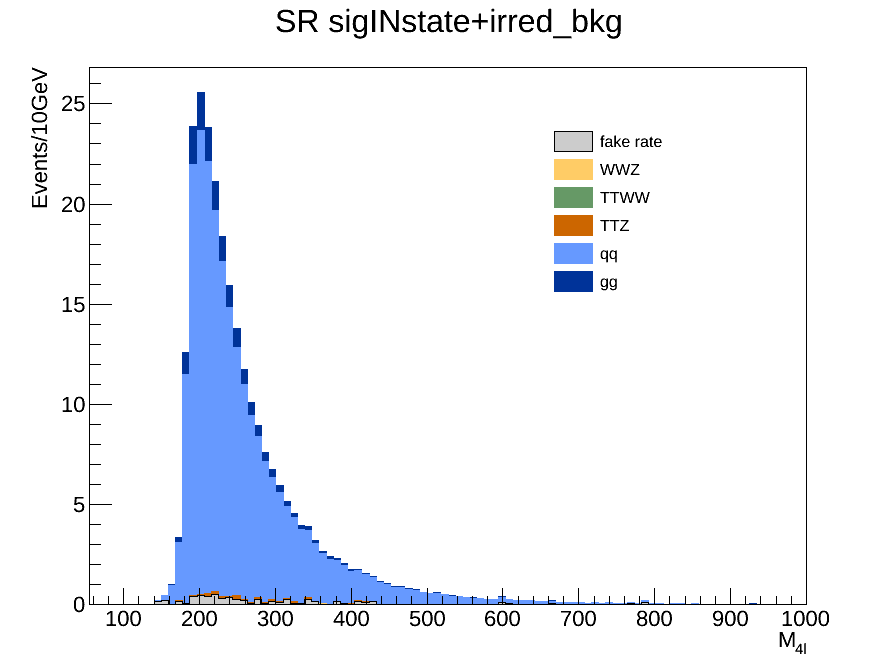 SR sigINstate+irred_bkg
Events/10GeV
25
20
15
10
5
0
fake rate
WWZ
TTWW
TTZ
qq
gg
100 200 300 400 500 600 700 800 900 1000
M4l